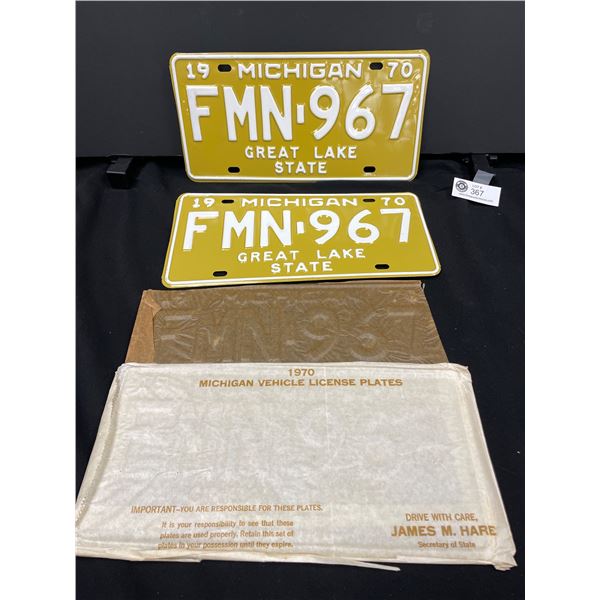 19 MICHIGAN 70
FMN-967
GREAT LAKE
STATE
LOT #
367
19 MICHIGAN 70
FMN-967
GREAT LAKE
STATE
FMN-967
1970
MICHIGAN VEHICLE LICENSE PLATES
IMPORTANT—YOU ARE RESPONSIBLE FOR THESE PLATES.
It is your responsibility to see that these
plates are used properly. Retain this set of
plates in your possession until they expire.
DRIVE WITH CARE,
JAMES M. HARE
Secretary of State